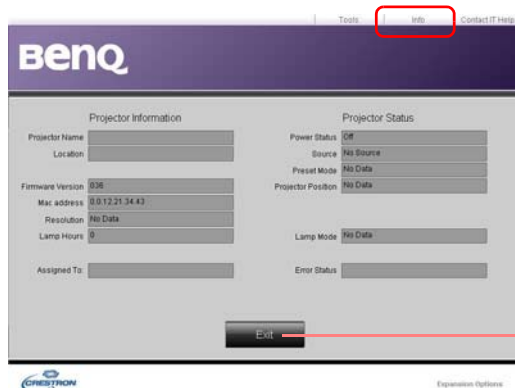 Tools Info Contact IT Help
BenQ
Projector Information Projector Status
Projector Name Power Status Off
Location Source No Source
Preset Mode No Data
Firmware Version 036 Projector Position No Data
Mac address 0.0.12.21.34.43
Resolution No Data
Lamp Hours 0 Lamp Mode No Data
Assigned To: Error Status
Exit
CRESTRON Expansion Options